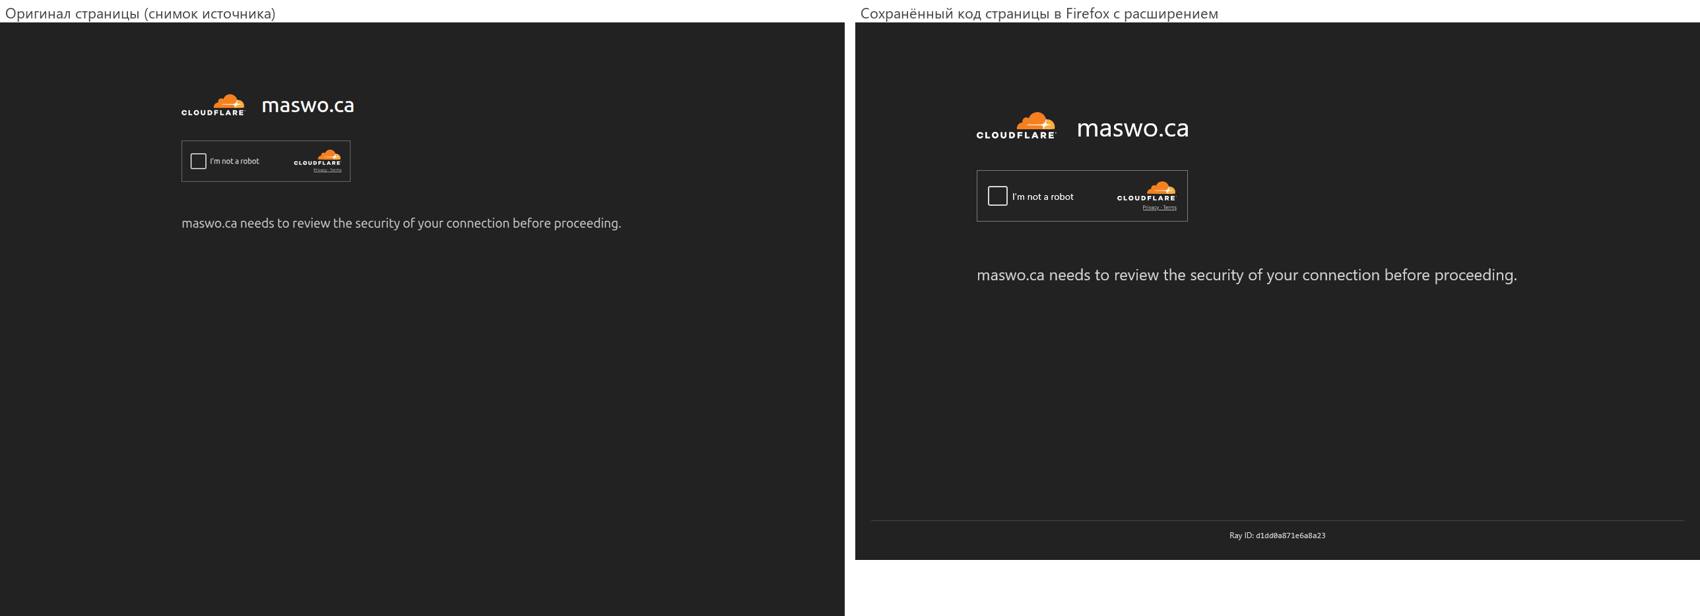 Оригинал страницы (снимок источника)
CLOUDFLARE
maswo.ca
I'm not a robot
CLOUDFLARE
Privacy - Terms
maswo.ca needs to review the security of your connection before proceeding.
Сохранённый код страницы в Firefox с расширением
CLOUDFLARE
maswo.ca
I'm not a robot
CLOUDFLARE
Privacy - Terms
maswo.ca needs to review the security of your connection before proceeding.
Ray ID: d1dd0a871e6a8a23